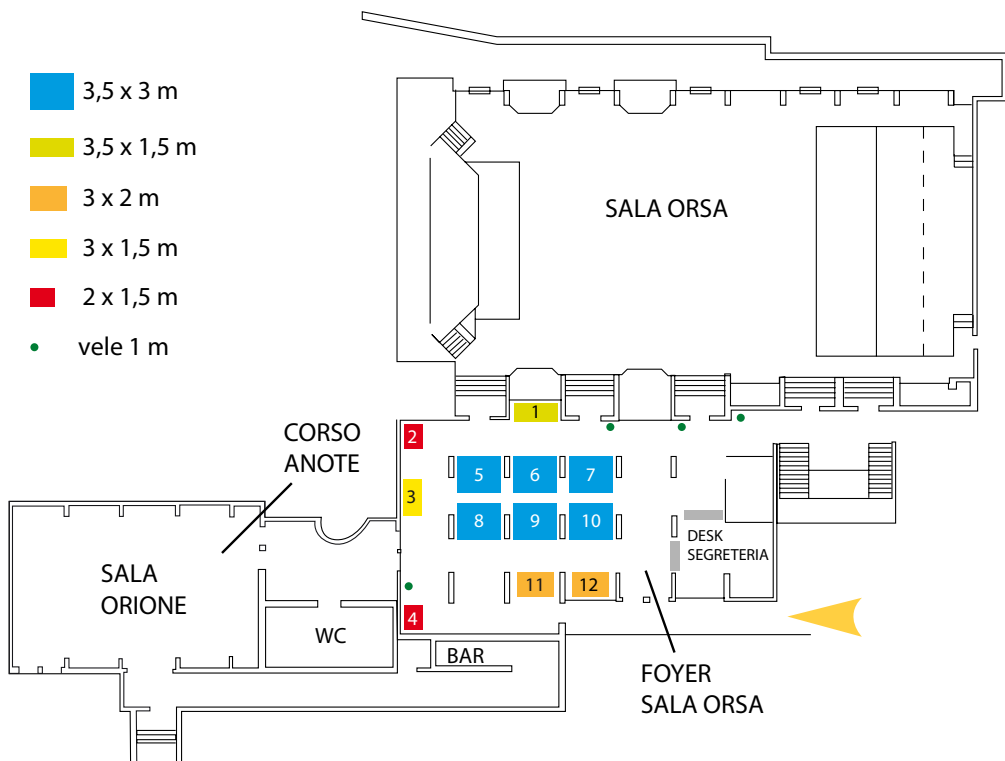 3,5 x 3 m
3,5 x 1,5 m
3 x 2 m
3 x 1,5 m
2 x 1,5 m
vele 1 m
SALA ORSA
CORSO
ANOTE
1
2
3
4
5
6
7
8
9
10
11
12
DESK
SEGRETERIA
SALA
ORIONE
WC
BAR
FOYER
SALA ORSA